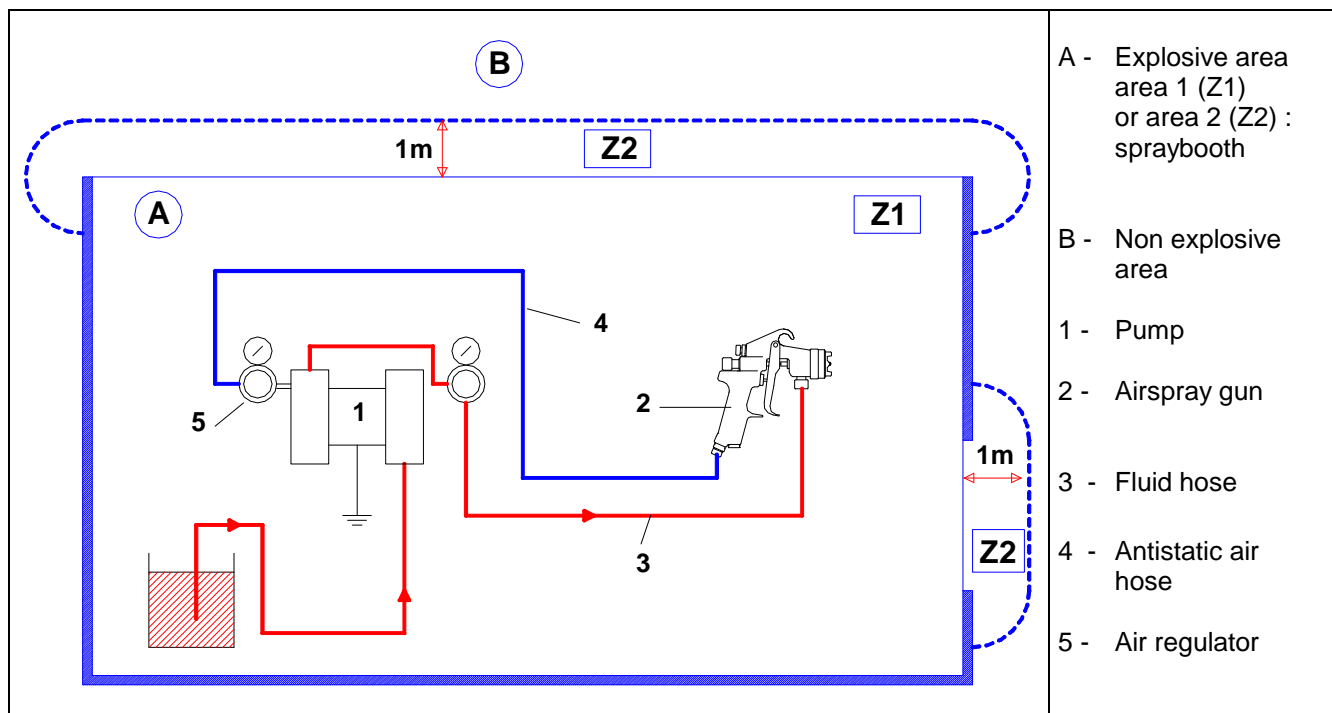 B
1m
Z2
A
Z1
4
5
1
2
1m
3
Z2
A - Explosive area
area 1 (Z1)
or area 2 (Z2) :
spraybooth
B - Non explosive
area
1 - Pump
2 - Airspray gun
3 - Fluid hose
4 - Antistatic air
hose
5 - Air regulator